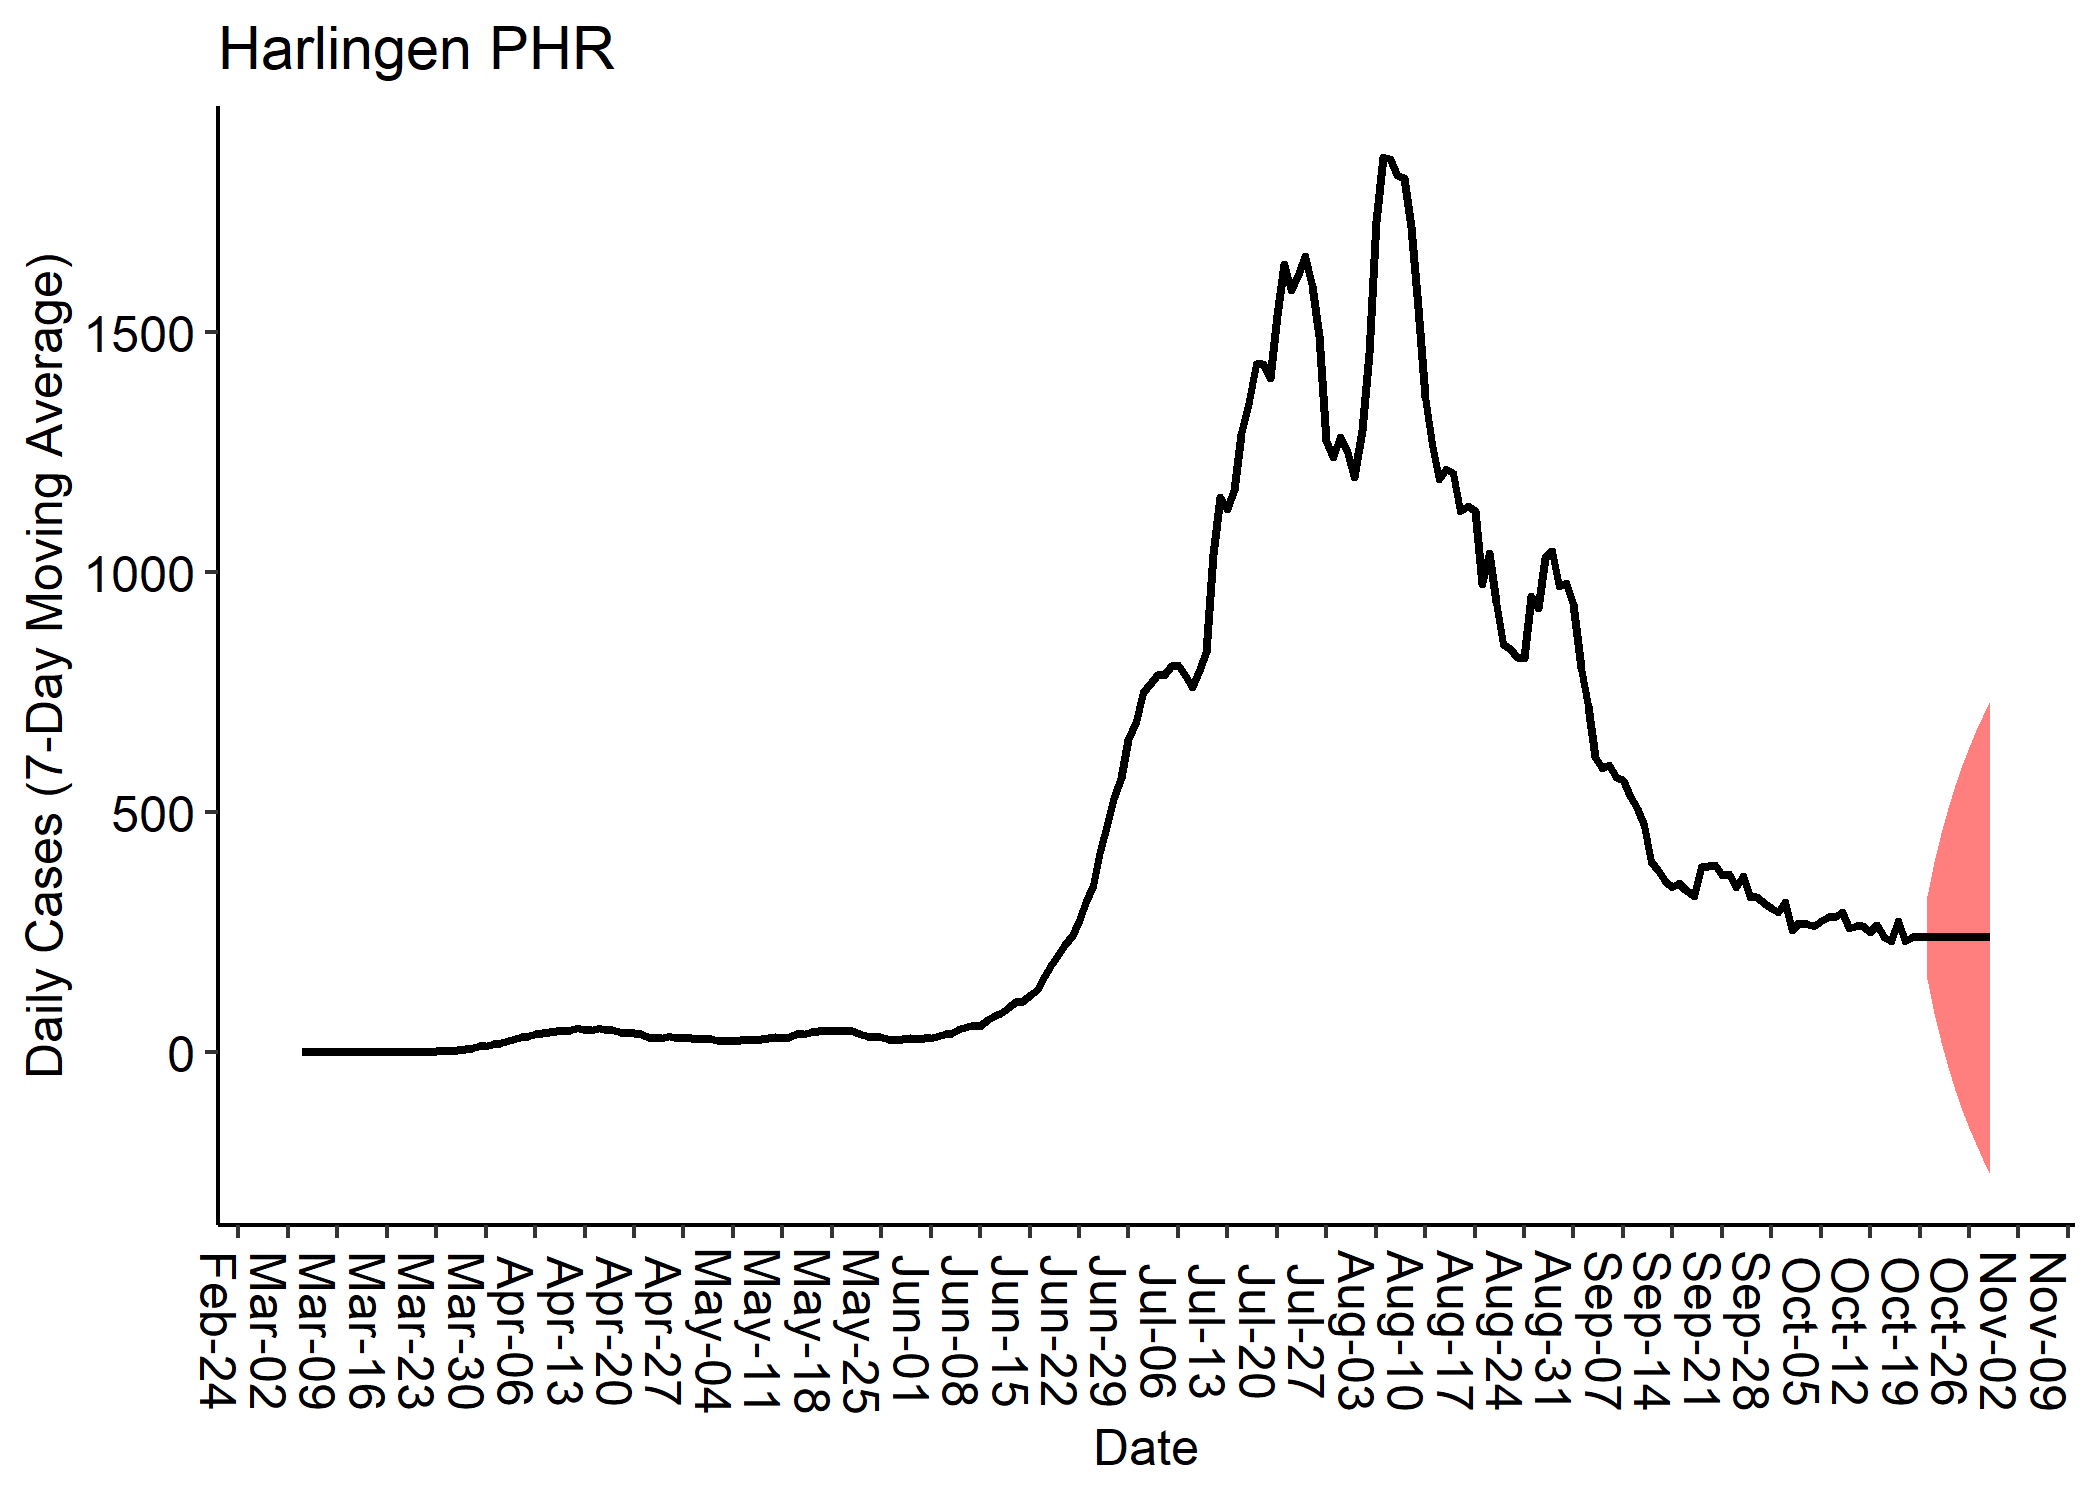 Harlingen PHR
Daily Cases (7-Day Moving Average)
1500
1000
500
0
Feb-24
Mar-02
Mar-09
Mar-16
Mar-23
Mar-30
Apr-06
Apr-13
Apr-20
Apr-27
May-04
May-11
May-18
May-25
Jun-01
Jun-08
Jun-15
Jun-22
Jun-29
Jul-06
Jul-13
Jul-20
Jul-27
Aug-03
Aug-10
Aug-17
Aug-24
Aug-31
Sep-07
Sep-14
Sep-21
Sep-28
Oct-05
Oct-12
Oct-19
Oct-26
Nov-02
Nov-09
Date